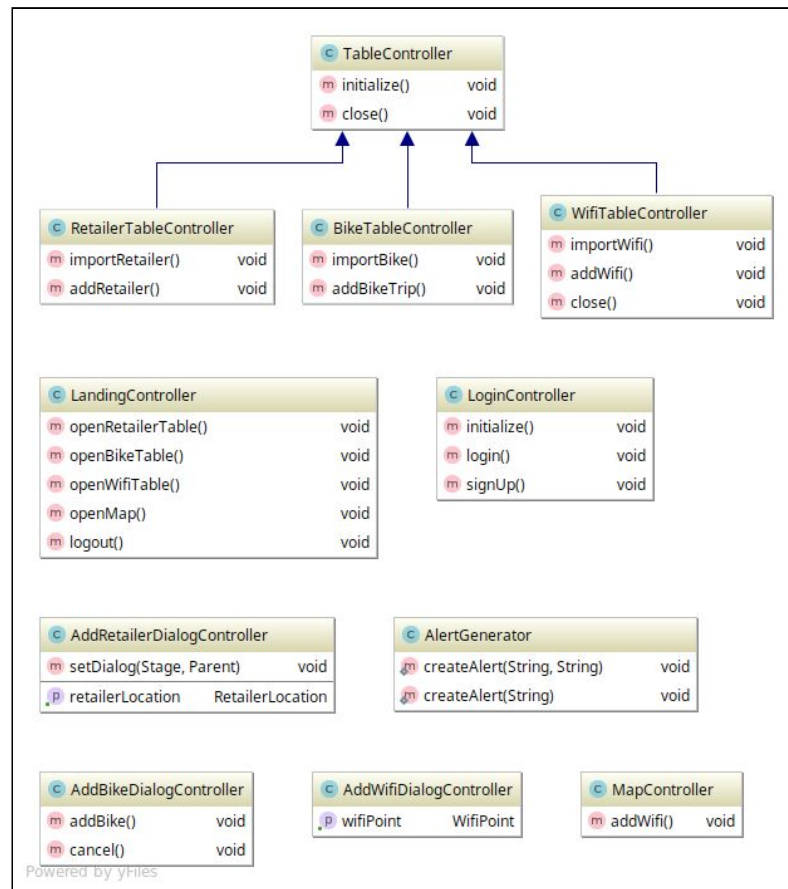 C TableController
m initialize() void
m close() void
C RetailerTableController
m importRetailer() void
m addRetailer() void
C BikeTableController
m importBike() void
m addBikeTrip() void
C WifiTableController
m importWifi() void
m addWifi() void
m close() void
C LandingController
m openRetailerTable() void
m openBikeTable() void
m openWifiTable() void
m openMap() void
m logout() void
C LoginController
m initialize() void
m login() void
m signUp() void
C AddRetailerDialogController
m setDialog(Stage, Parent) void
p retailerLocation RetailerLocation
C AlertGenerator
m createAlert(String, String) void
m createAlert(String) void
C AddBikeDialogController
m addBike() void
m cancel() void
C AddWifiDialogController
p wifiPoint WifiPoint
C MapController
m addWifi() void
Powered by yFiles